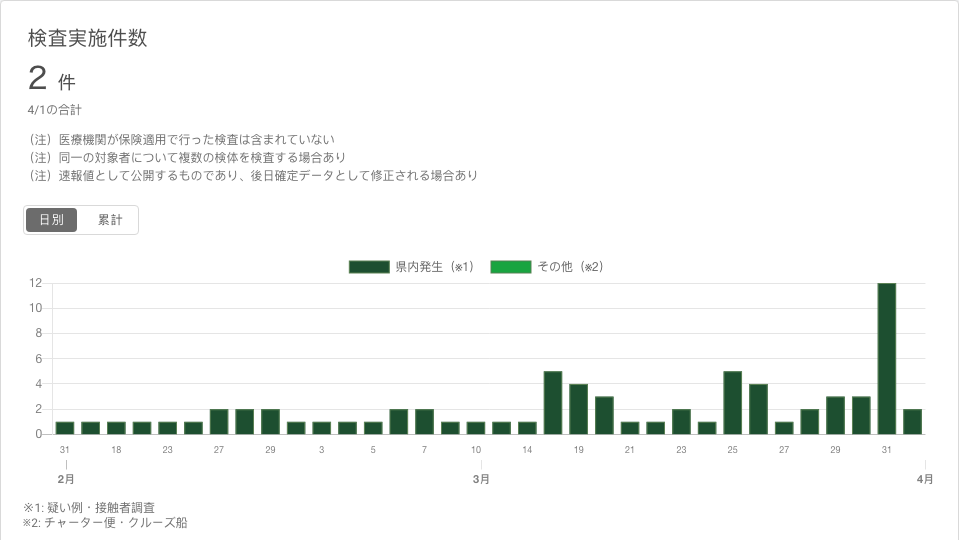 検査実施件数
2 件
4/1の合計
（注）医療機関が保険適用で行った検査は含まれていない
（注）同一の対象者について複数の検体を検査する場合あり
（注）速報値として公開するものであり、後日確定データとして修正される場合あり
日別 累計
県内発生（※1） その他（※2）
12
10
8
6
4
2
0
31 18 23 27 29 3 5 7 10 14 19 21 23 25 27 29 31
2月 3月 4月
※1: 疑い例・接触者調査
※2: チャーター便・クルーズ船